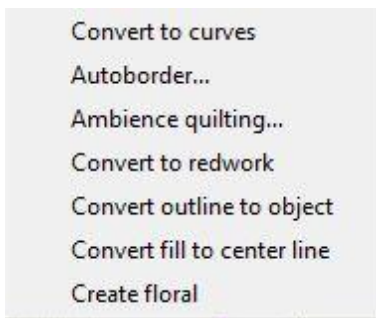 Convert to curves
Autoborder...
Ambience quilting...
Convert to redwork
Convert outline to object
Convert fill to center line
Create floral